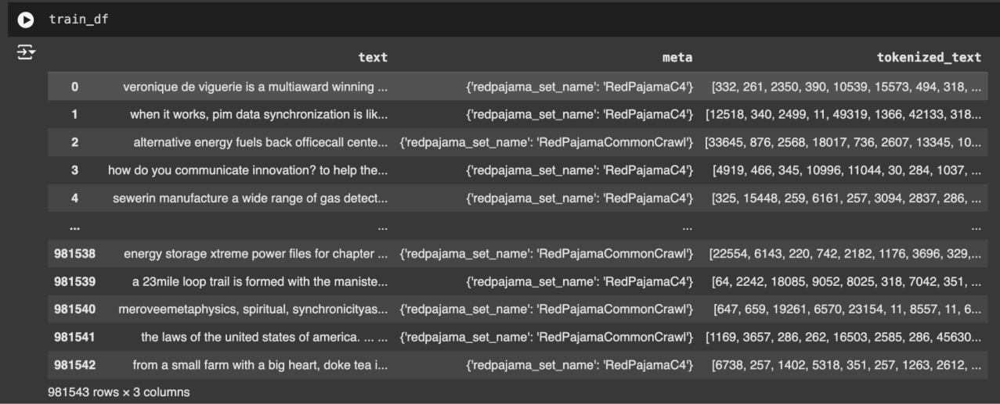 train_df
text meta tokenized_text
0 veronique de viguerie is a multiaward winning ... {'redpajama_set_name': 'RedPajamaC4'} [332, 261, 2350, 390, 10539, 15573, 494, 318, ...
1 when it works, pim data synchronization is lik... {'redpajama_set_name': 'RedPajamaC4'} [12518, 340, 2499, 11, 49319, 1366, 42133, 318...
2 alternative energy fuels back officecall cente... {'redpajama_set_name': 'RedPajamaCommonCrawl'} [33645, 876, 2568, 18017, 736, 2607, 13345, 10...
3 how do you communicate innovation? to help the... {'redpajama_set_name': 'RedPajamaC4'} [4919, 466, 345, 10996, 11044, 30, 284, 1037, ...
4 sewerin manufacture a wide range of gas detect... {'redpajama_set_name': 'RedPajamaC4'} [325, 15448, 259, 6161, 257, 3094, 2837, 286, ...
... ... ... ...
981538 energy storage xtreme power files for chapter ... {'redpajama_set_name': 'RedPajamaCommonCrawl'} [22554, 6143, 220, 742, 2182, 1176, 3696, 329,...
981539 a 23mile loop trail is formed with the maniste... {'redpajama_set_name': 'RedPajamaC4'} [64, 2242, 18085, 9052, 8025, 318, 7042, 351, ...
981540 meroveemetaphysics, spiritual, synchronicityas... {'redpajama_set_name': 'RedPajamaCommonCrawl'} [647, 659, 19261, 6570, 23154, 11, 8557, 11, 6...
981541 the laws of the united states of america. ... ... {'redpajama_set_name': 'RedPajamaCommonCrawl'} [1169, 3657, 286, 262, 16503, 2585, 286, 45630...
981542 from a small farm with a big heart, doke tea i... {'redpajama_set_name': 'RedPajamaC4'} [6738, 257, 1402, 5318, 351, 257, 1263, 2612, ...
981543 rows × 3 columns